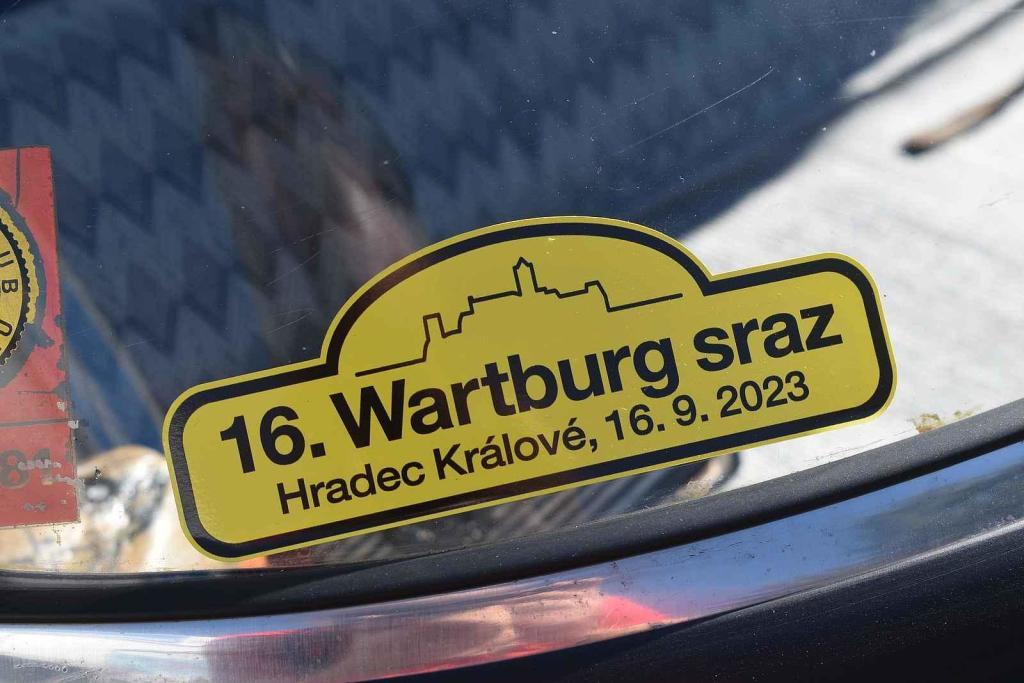 16. Wartburg sraz
Hradec Králové, 16. 9. 2023